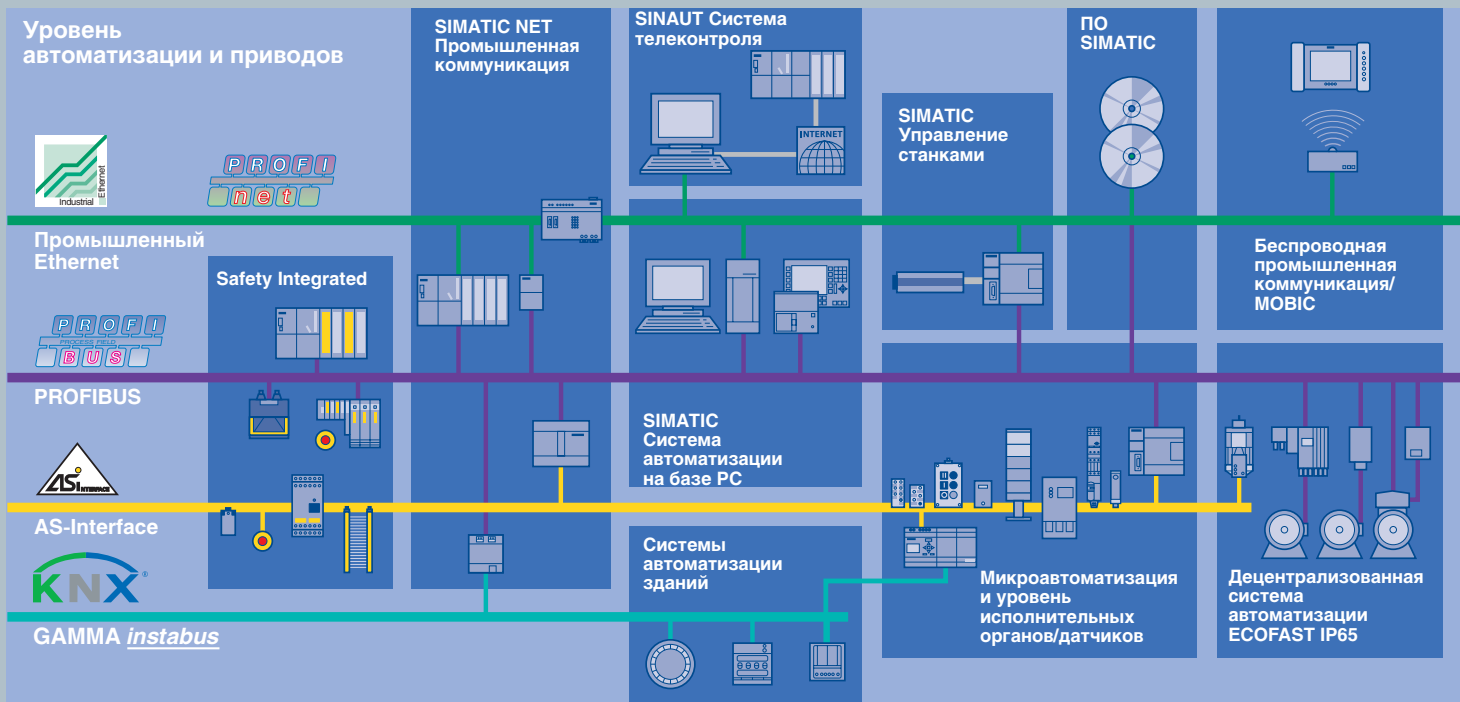 Уровень
автоматизации и приводов
SIMATIC NET
Промышленная
коммуникация
SINAUT Система
телеконтроля
INTERNET
ПО
SIMATIC
SIMATIC
Управление
станками
Industrial
Ethernet
PROFI
net
Промышленный
Ethernet
Safety Integrated
Беспроводная
промышленная
коммуникация/
MOBIC
PROFI
PROCESS FIELD
BUS
PROFIBUS
SIMATIC
Система
автоматизации
на базе PC
ASi
INTERFACE
AS-Interface
KNX®
Системы
автоматизации
зданий
Микроавтоматизация
и уровень
исполнительных
органов/датчиков
Децентрализованная
система
автоматизации
ECOFAST IP65
GAMMA instabus